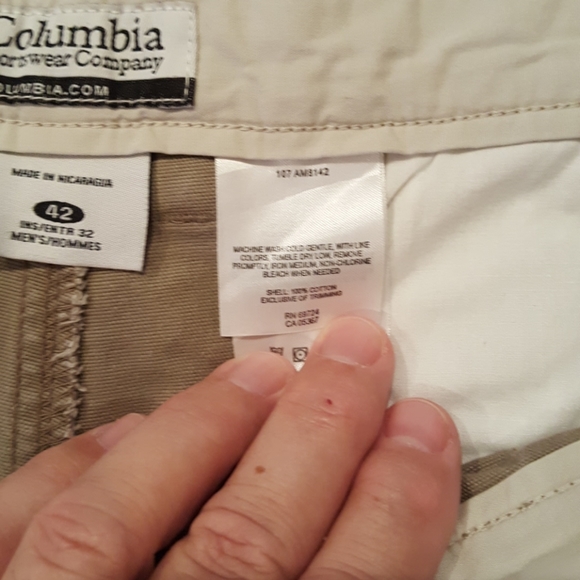 Columbia
ortswear Company
OLUMBIA.COM
MADE IN NICARAGUA
42
INS/ENTR 32
MEN'S/HOMMES
107 AM8142
MACHINE WASH COLD GENTLE, WITH LIKE
COLORS, TUMBLE DRY LOW, REMOVE
PROMPTLY, IRON MEDIUM, NON-CHLORINE
BLEACH WHEN NEEDED
SHELL: 100% COTTON
EXCLUSIVE OF TRIMMING
RN 69724
CA 05367